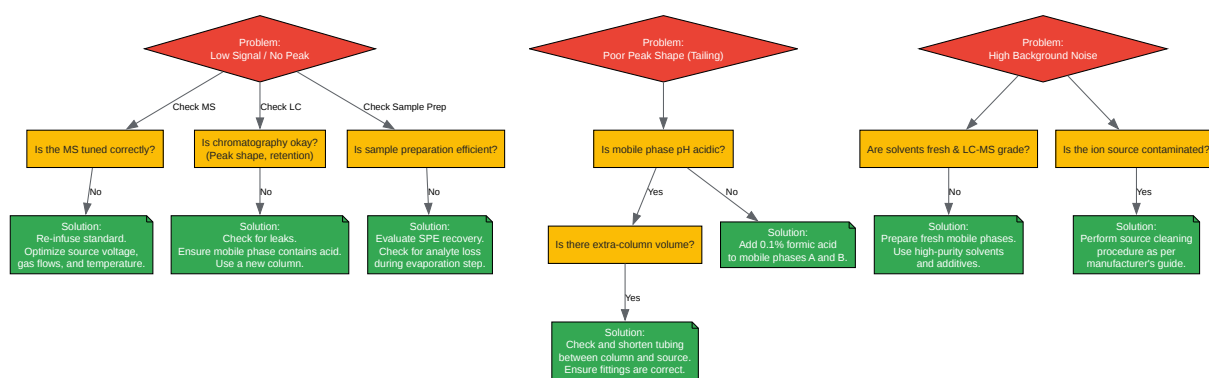 Problem:
Low Signal / No Peak
Check MS
Check LC
Check Sample Prep
Is the MS tuned correctly?
Is chromatography okay?
(Peak shape, retention)
Is sample preparation efficient?
No
No
No
Solution:
Re-infuse standard.
Optimize source voltage,
gas flows, and temperature.
Solution:
Check for leaks.
Ensure mobile phase contains acid.
Use a new column.
Solution:
Evaluate SPE recovery.
Check for analyte loss
during evaporation step.
Problem:
Poor Peak Shape (Tailing)
Is mobile phase pH acidic?
Yes
No
Is there extra-column volume?
Solution:
Add 0.1% formic acid
to mobile phases A and B.
Yes
Solution:
Check and shorten tubing
between column and source.
Ensure fittings are correct.
Problem:
High Background Noise
Are solvents fresh & LC-MS grade?
Is the ion source contaminated?
No
Yes
Solution:
Prepare fresh mobile phases.
Use high-purity solvents
and additives.
Solution:
Perform source cleaning
procedure as per
manufacturer's guide.